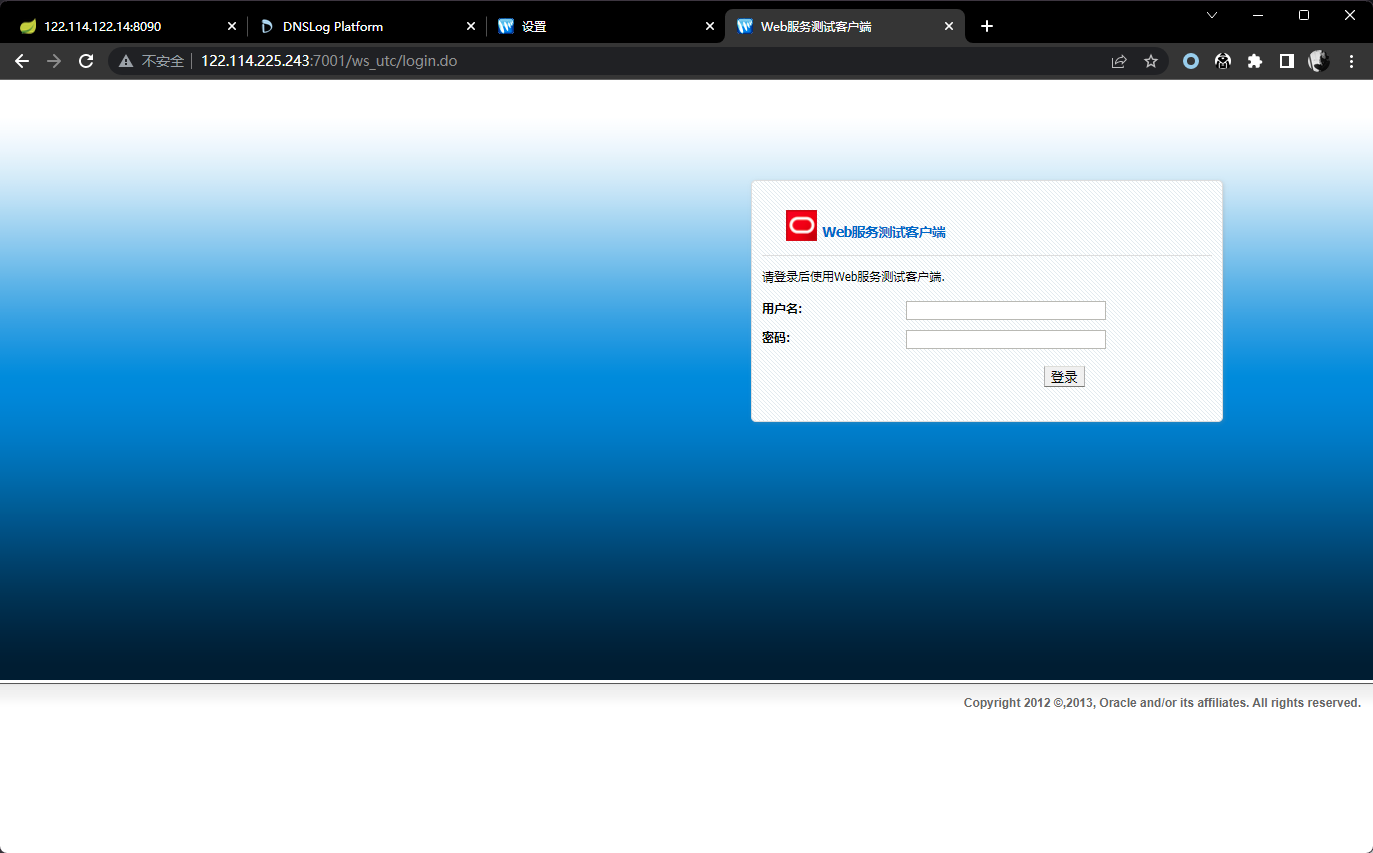 122.114.122.14:8090
DNSLog Platform
设置
Web服务测试客户端
不安全
122.114.225.243:7001/ws_utc/login.do
Web服务测试客户端
请登录后使用Web服务测试客户端.
用户名:
密码:
登录
Copyright 2012 ©,2013, Oracle and/or its affiliates. All rights reserved.